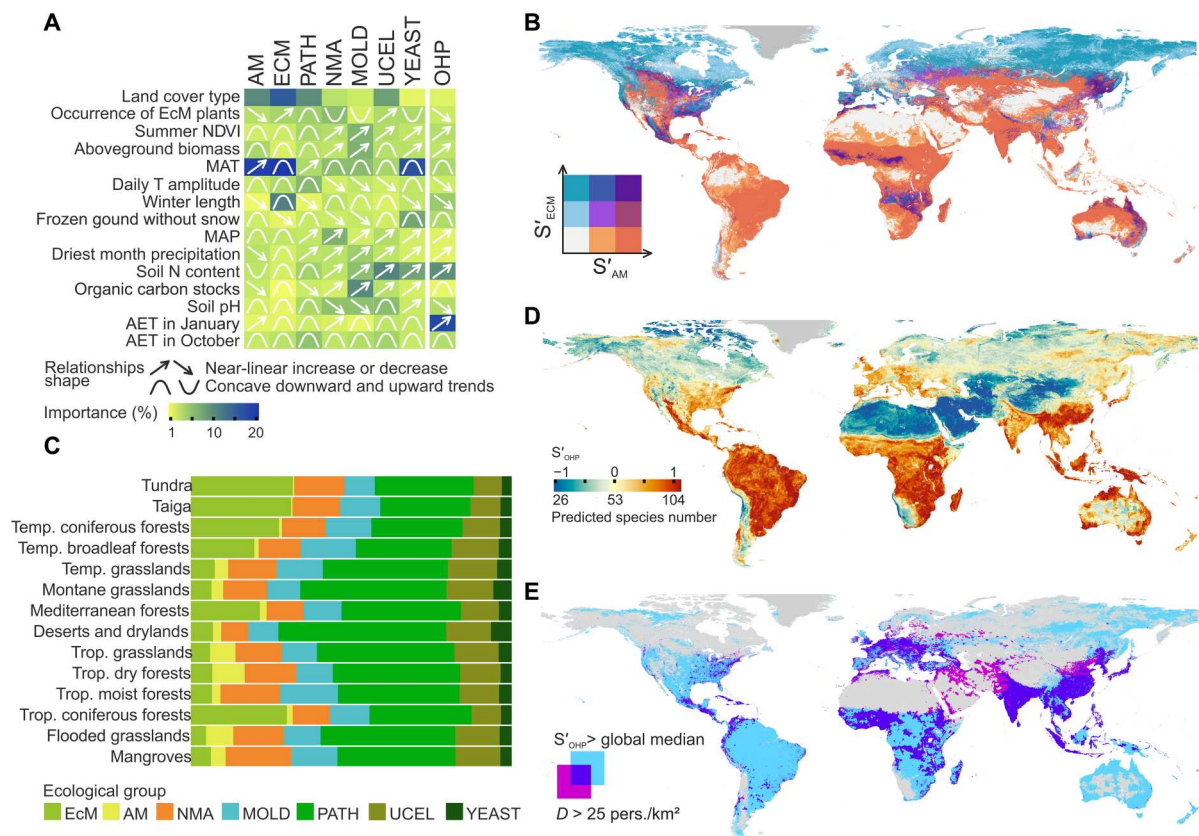 A
AM
ECM
PATH
NMA
MOLD
UCEL
YEAST
OHP
Land cover type
Occurrence of EcM plants
Summer NDVI
Aboveground biomass
MAT
Daily T amplitude
Winter length
Frozen gound without snow
MAP
Driest month precipitation
Soil N content
Organic carbon stocks
Soil pH
AET in January
AET in October
Relationships shape
Near-linear increase or decrease
Concave downward and upward trends
Importance (%)
1 10 20
B
S'ECM
S'AM
C
Tundra
Taiga
Temp. coniferous forests
Temp. broadleaf forests
Temp. grasslands
Montane grasslands
Mediterranean forests
Deserts and drylands
Trop. grasslands
Trop. dry forests
Trop. moist forests
Trop. coniferous forests
Flooded grasslands
Mangroves
Ecological group
EcM AM NMA MOLD PATH UCEL YEAST
D
S'OHP
−1 0 1
26 53 104
Predicted species number
E
S'OHP> global median
D > 25 pers./km²